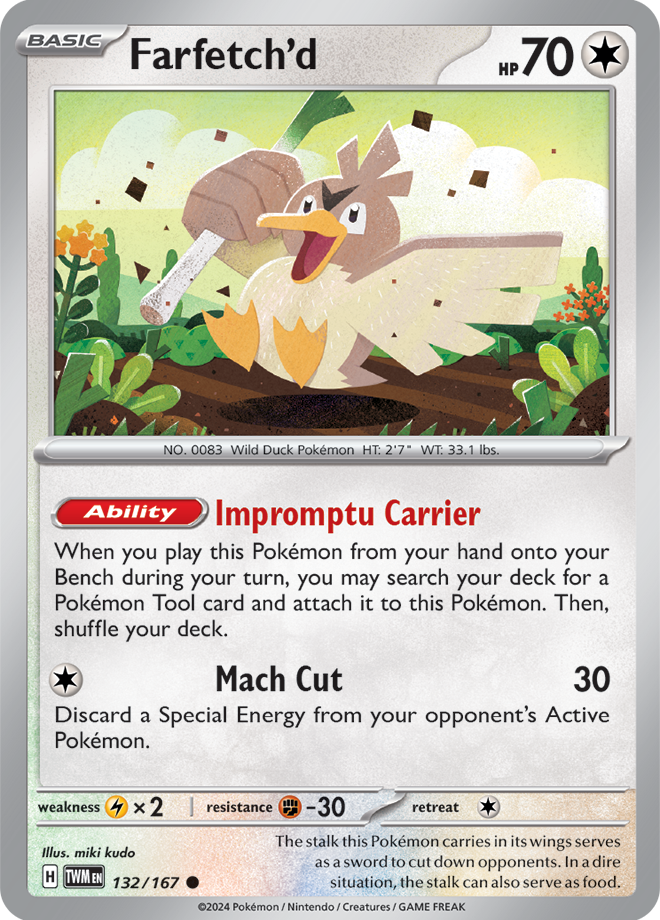 BASIC
Farfetch'd
HP 70
NO. 0083 Wild Duck Pokémon HT: 2'7" WT: 33.1 lbs.
Ability Impromptu Carrier
When you play this Pokémon from your hand onto your
Bench during your turn, you may search your deck for a
Pokémon Tool card and attach it to this Pokémon. Then,
shuffle your deck.
Mach Cut 30
Discard a Special Energy from your opponent's Active
Pokémon.
weakness ×2 resistance -30 retreat
Illus. miki kudo
H TWM EN 132/167
The stalk this Pokémon carries in its wings serves
as a sword to cut down opponents. In a dire
situation, the stalk can also serve as food.
©2024 Pokémon / Nintendo / Creatures / GAME FREAK